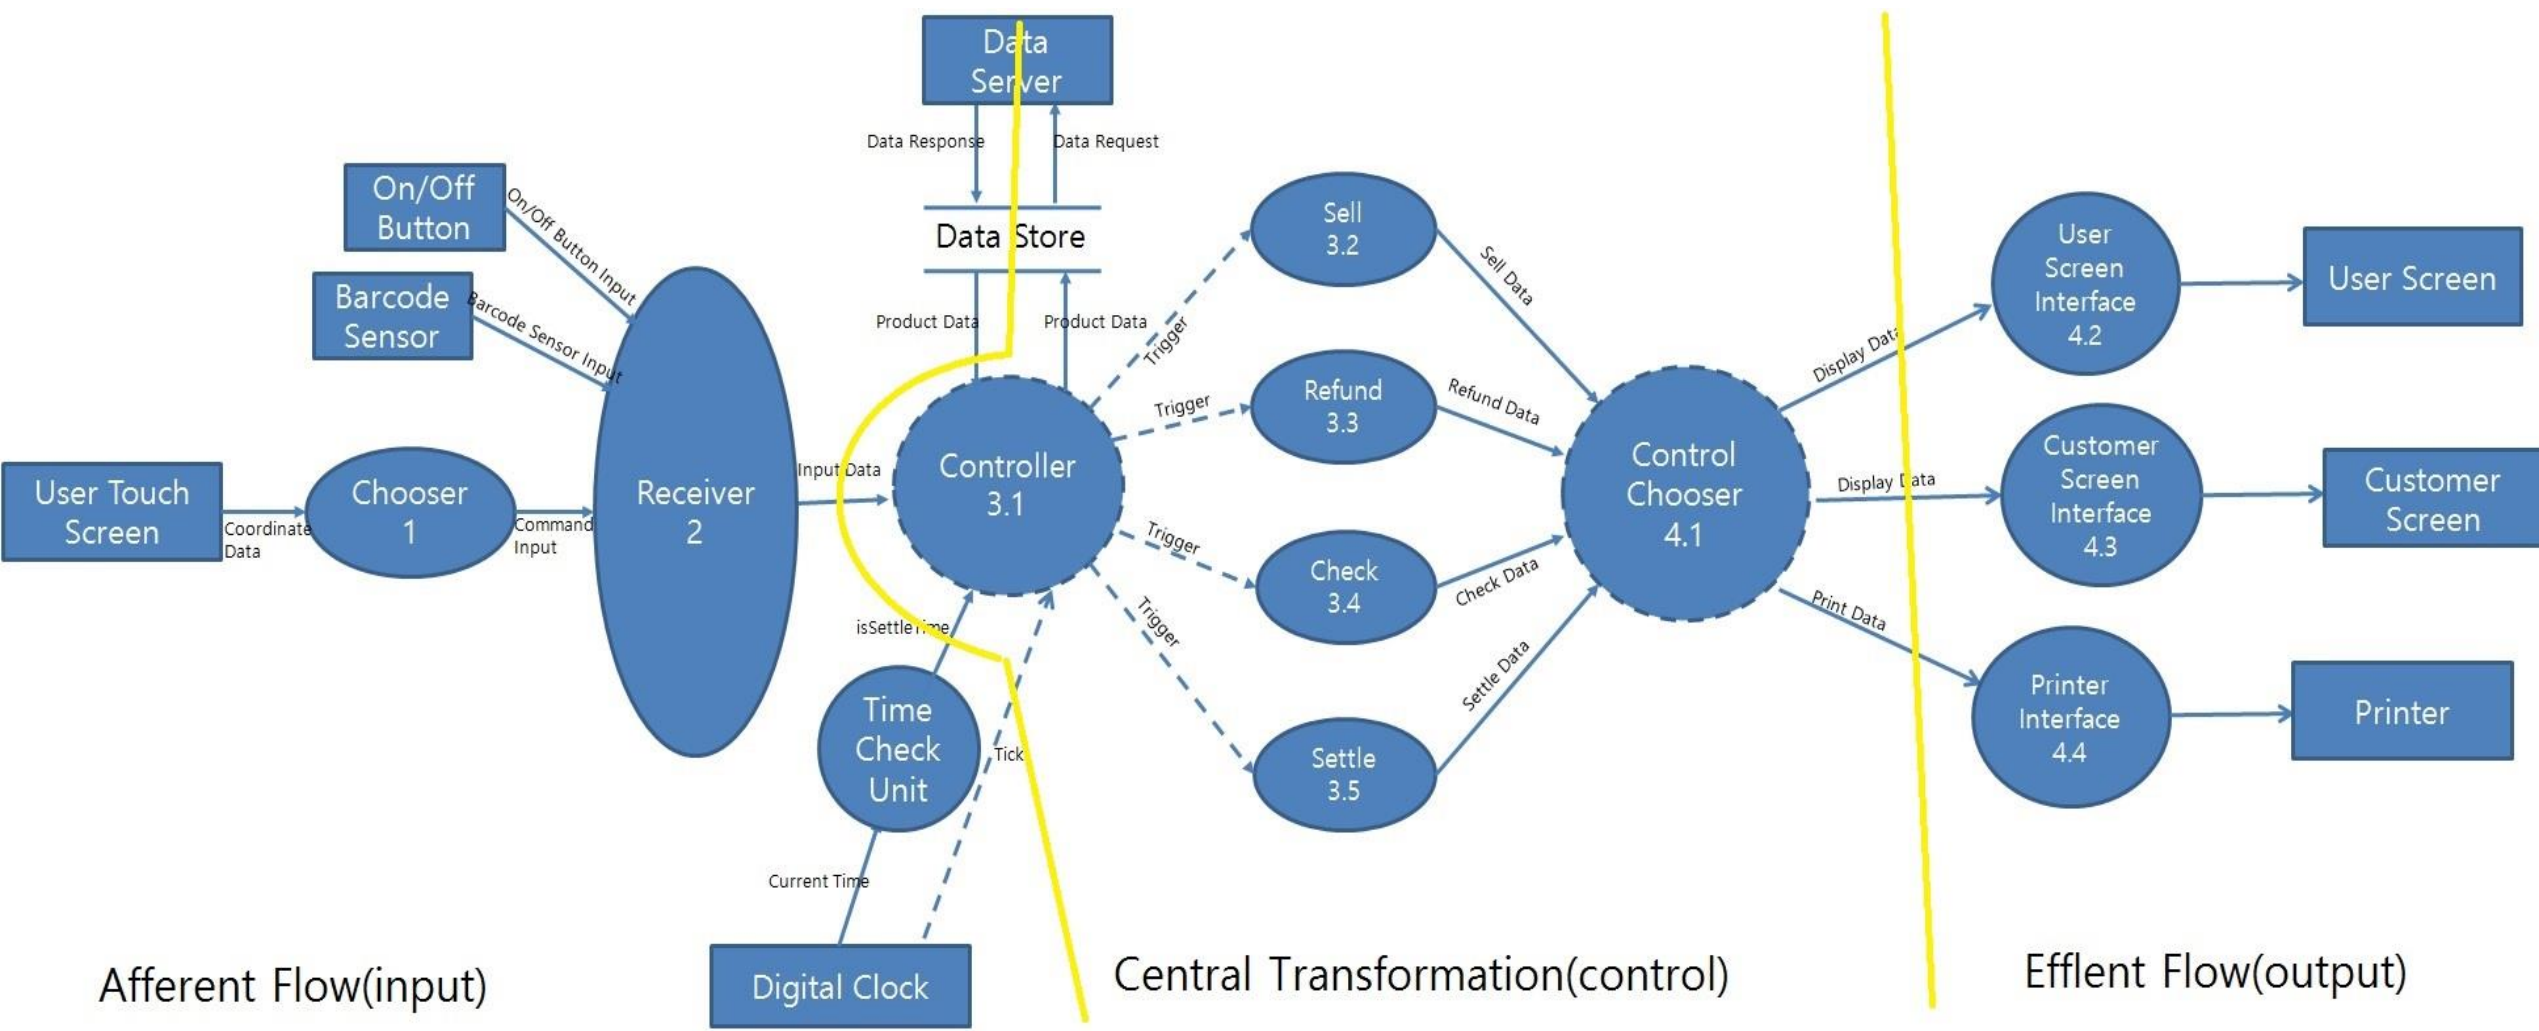 Data
Server
Data Response
Data Request
On/Off
Button
On/Off Button Input
Barcode
Sensor
Barcode Sensor Input
Data Store
Product Data
Product Data
User Touch
Screen
Coordinate
Data
Chooser
1
Command
Input
Receiver
2
Input Data
Controller
3.1
isSettleTime
Time
Check
Unit
Tick
Current Time
Digital Clock
Trigger
Trigger
Trigger
Trigger
Sell
3.2
Refund
3.3
Check
3.4
Settle
3.5
Sell Data
Refund Data
Check Data
Settle Data
Control
Chooser
4.1
Display Data
Display Data
Print Data
User
Screen
Interface
4.2
User Screen
Customer
Screen
Interface
4.3
Customer
Screen
Printer
Interface
4.4
Printer
Afferent Flow(input)
Central Transformation(control)
Efflent Flow(output)